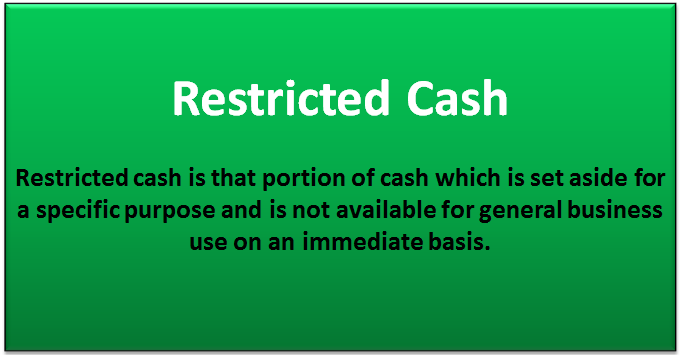 Restricted Cash
Restricted cash is that portion of cash which is set aside for
a specific purpose and is not available for general business
use on an immediate basis.